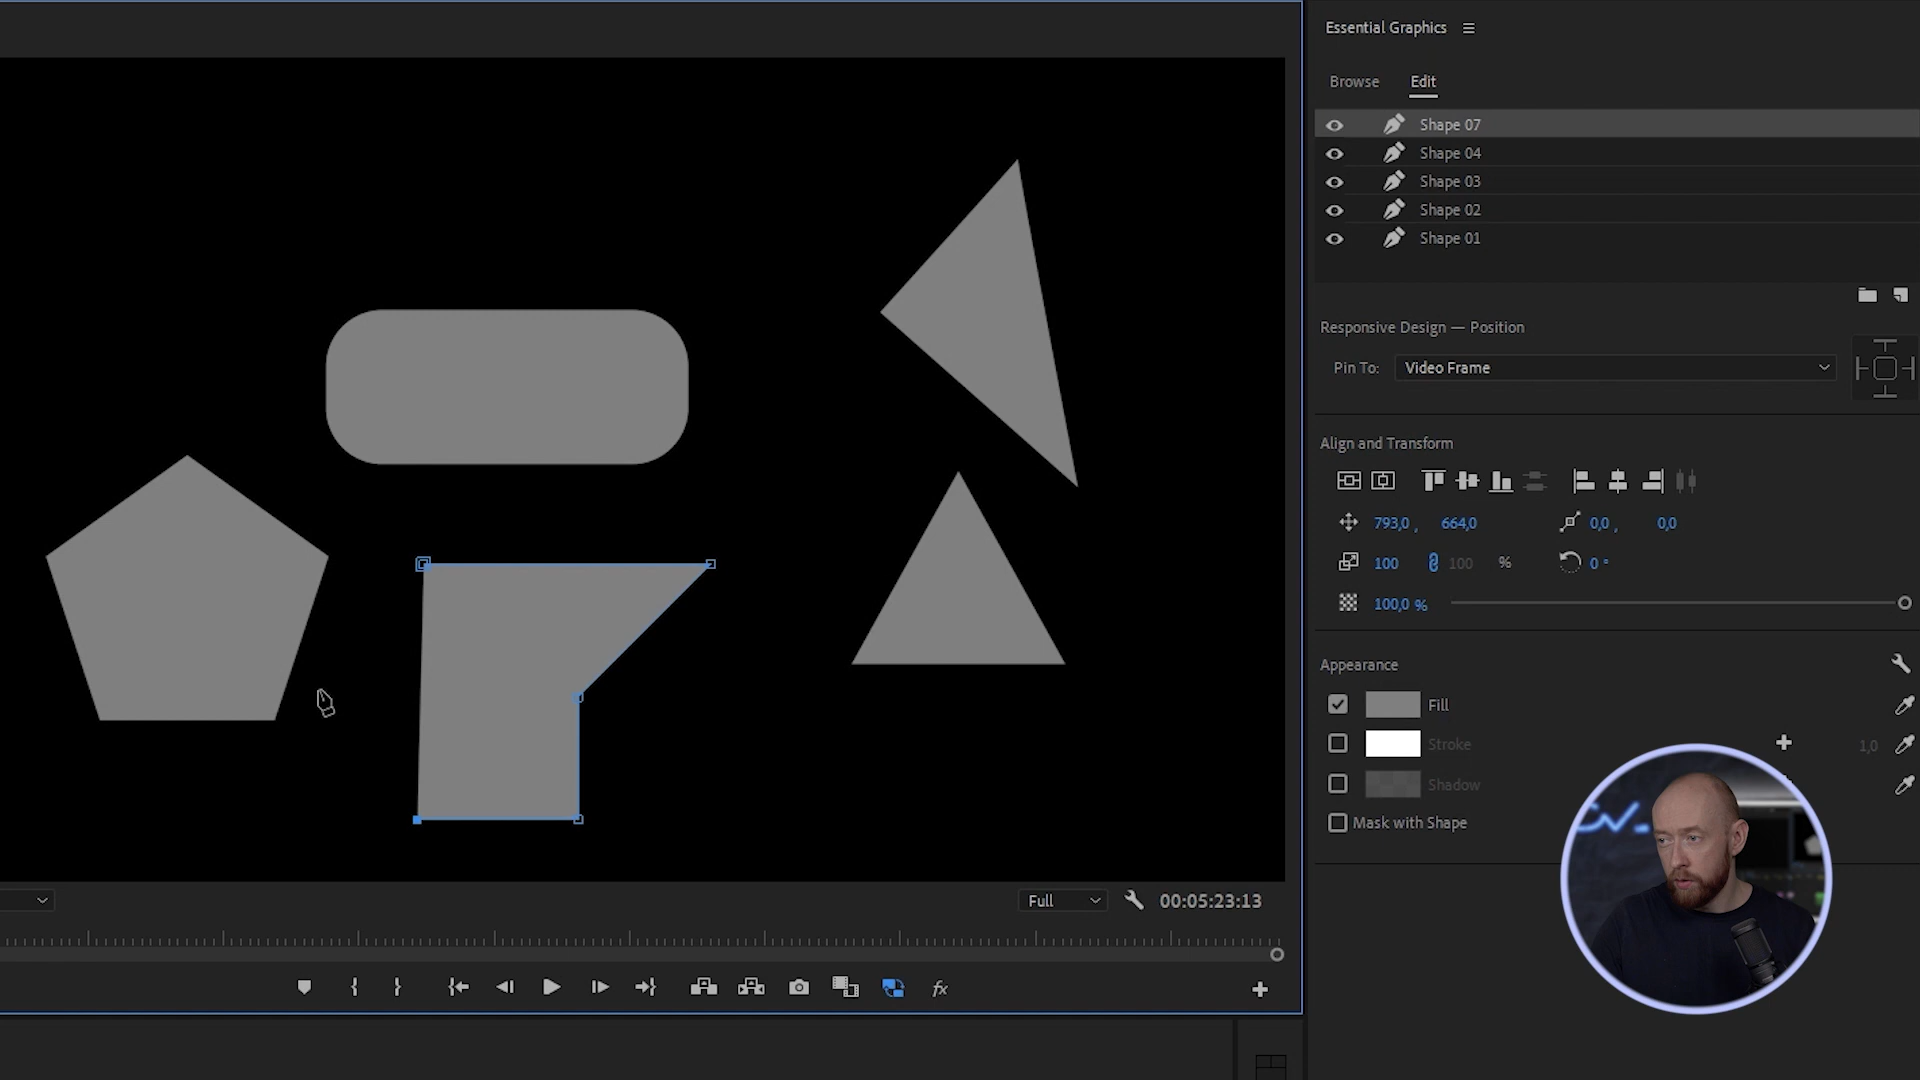 Essential Graphics
Browse Edit
Shape 07
Shape 04
Shape 03
Shape 02
Shape 01
Responsive Design — Position
Pin To: Video Frame
Align and Transform
793,0 , 664,0 0,0 , 0,0
100 100 % 0 °
100,0 %
Appearance
Fill
Stroke 1,0
Shadow
Mask with Shape
Full 00:05:23:13
fx